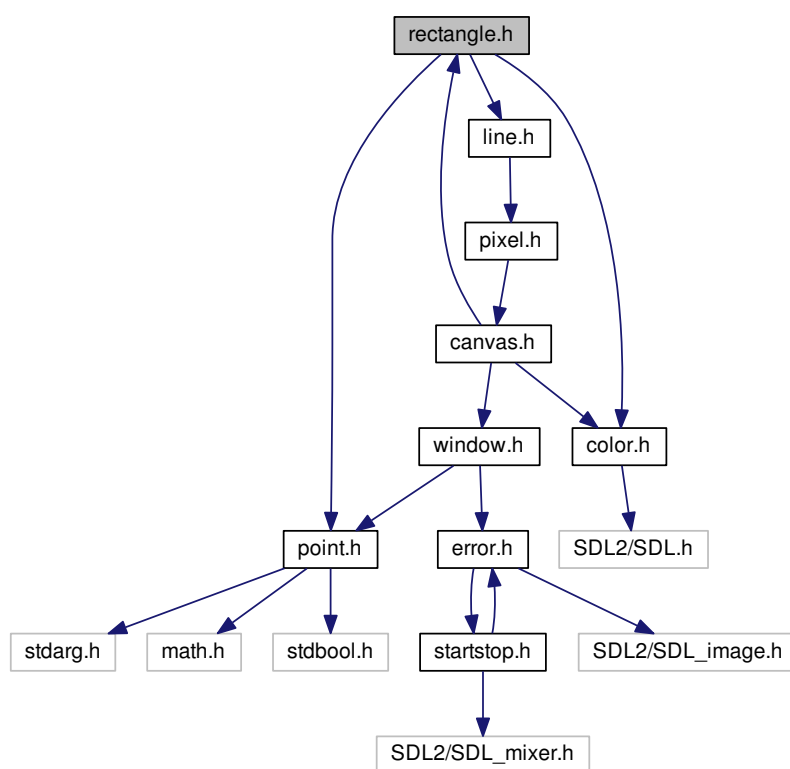 rectangle.h
line.h
pixel.h
canvas.h
window.h
color.h
point.h
error.h
SDL2/SDL.h
stdarg.h
math.h
stdbool.h
startstop.h
SDL2/SDL_image.h
SDL2/SDL_mixer.h